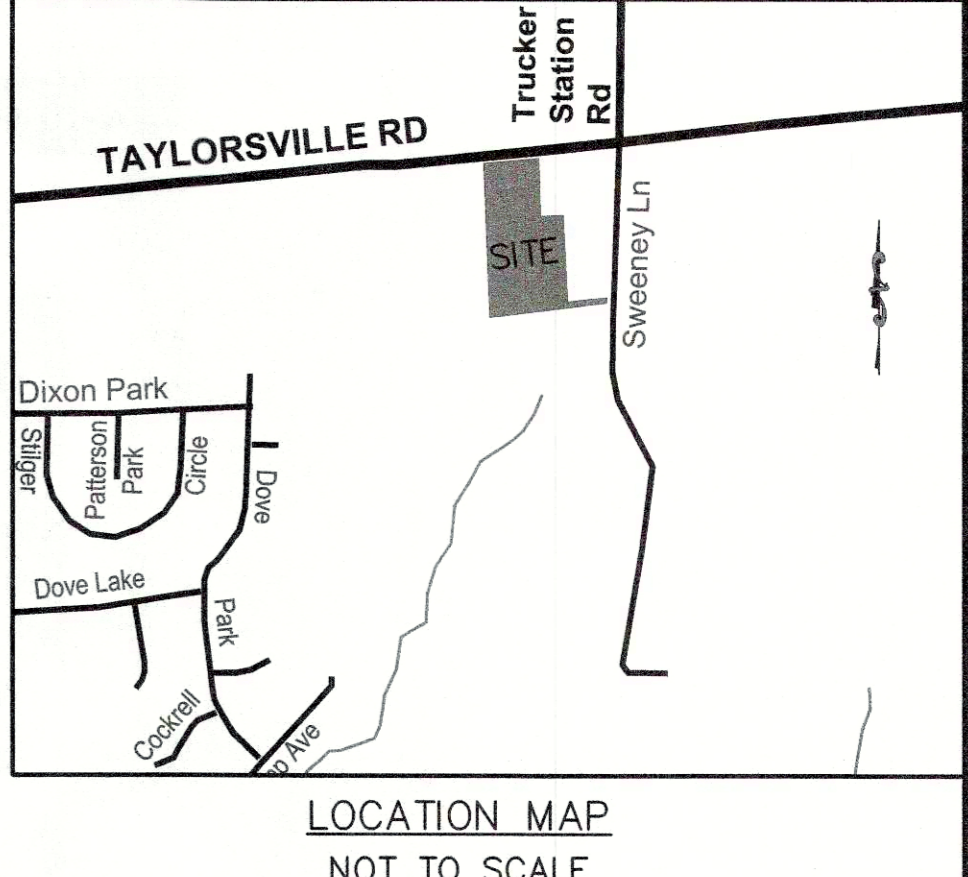 Trucker
Station
Rd
TAYLORSVILLE RD
SITE
Sweeney Ln
Dixon Park
Stilger
Patterson
Park
Circle
Dove
Dove Lake
Park
Cockrell
Ave
LOCATION MAP
NOT TO SCALE